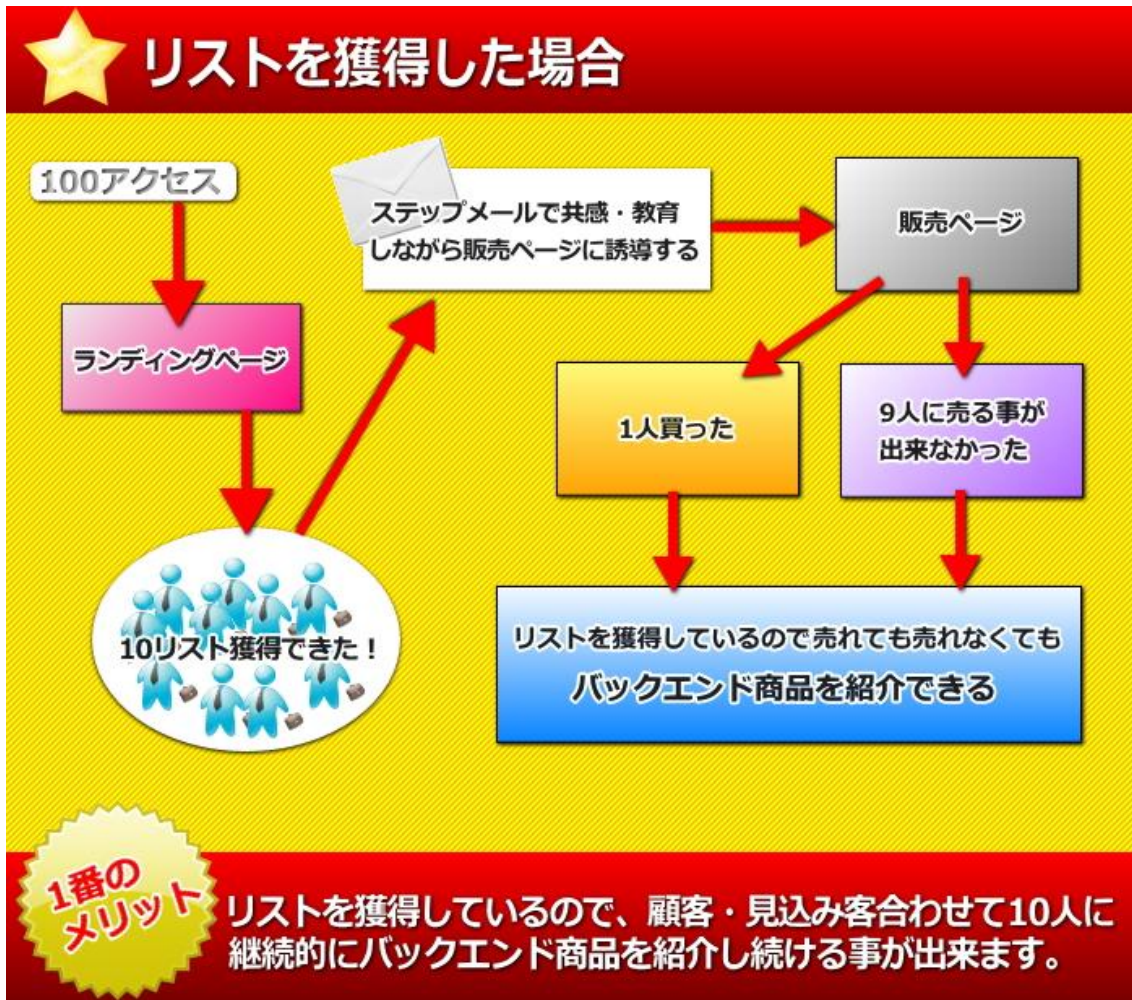 リストを獲得した場合
100アクセス
ランディングページ
10リスト獲得できた！
ステップメールで共感・教育
しながら販売ページに誘導する
販売ページ
1人買った
9人に売る事が
出来なかった
リストを獲得しているので売れても売れなくても
バックエンド商品を紹介できる
1番の
メリット
リストを獲得しているので、顧客・見込み客合わせて10人に
継続的にバックエンド商品を紹介し続ける事が出来ます。